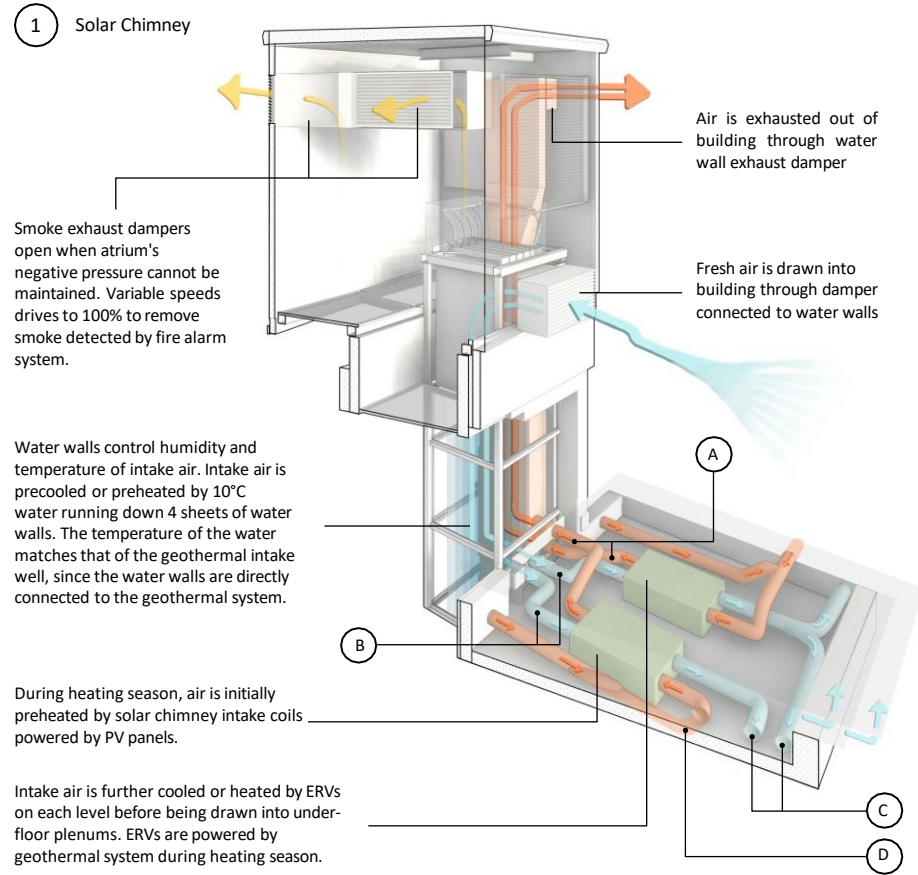 1 Solar Chimney
Air is exhausted out of
building through water
wall exhaust damper
Smoke exhaust dampers
open when atrium's
negative pressure cannot be
maintained. Variable speeds
drives to 100% to remove
smoke detected by fire alarm
system.
Fresh air is drawn into
building through damper
connected to water walls
Water walls control humidity and
temperature of intake air. Intake air is
precooled or preheated by 10°C
water running down 4 sheets of water
walls. The temperature of the water
matches that of the geothermal intake
well, since the water walls are directly
connected to the geothermal system.
A
B
During heating season, air is initially
preheated by solar chimney intake coils
powered by PV panels.
Intake air is further cooled or heated by ERVs
on each level before being drawn into under-
floor plenums. ERVs are powered by
geothermal system during heating season.
C
D